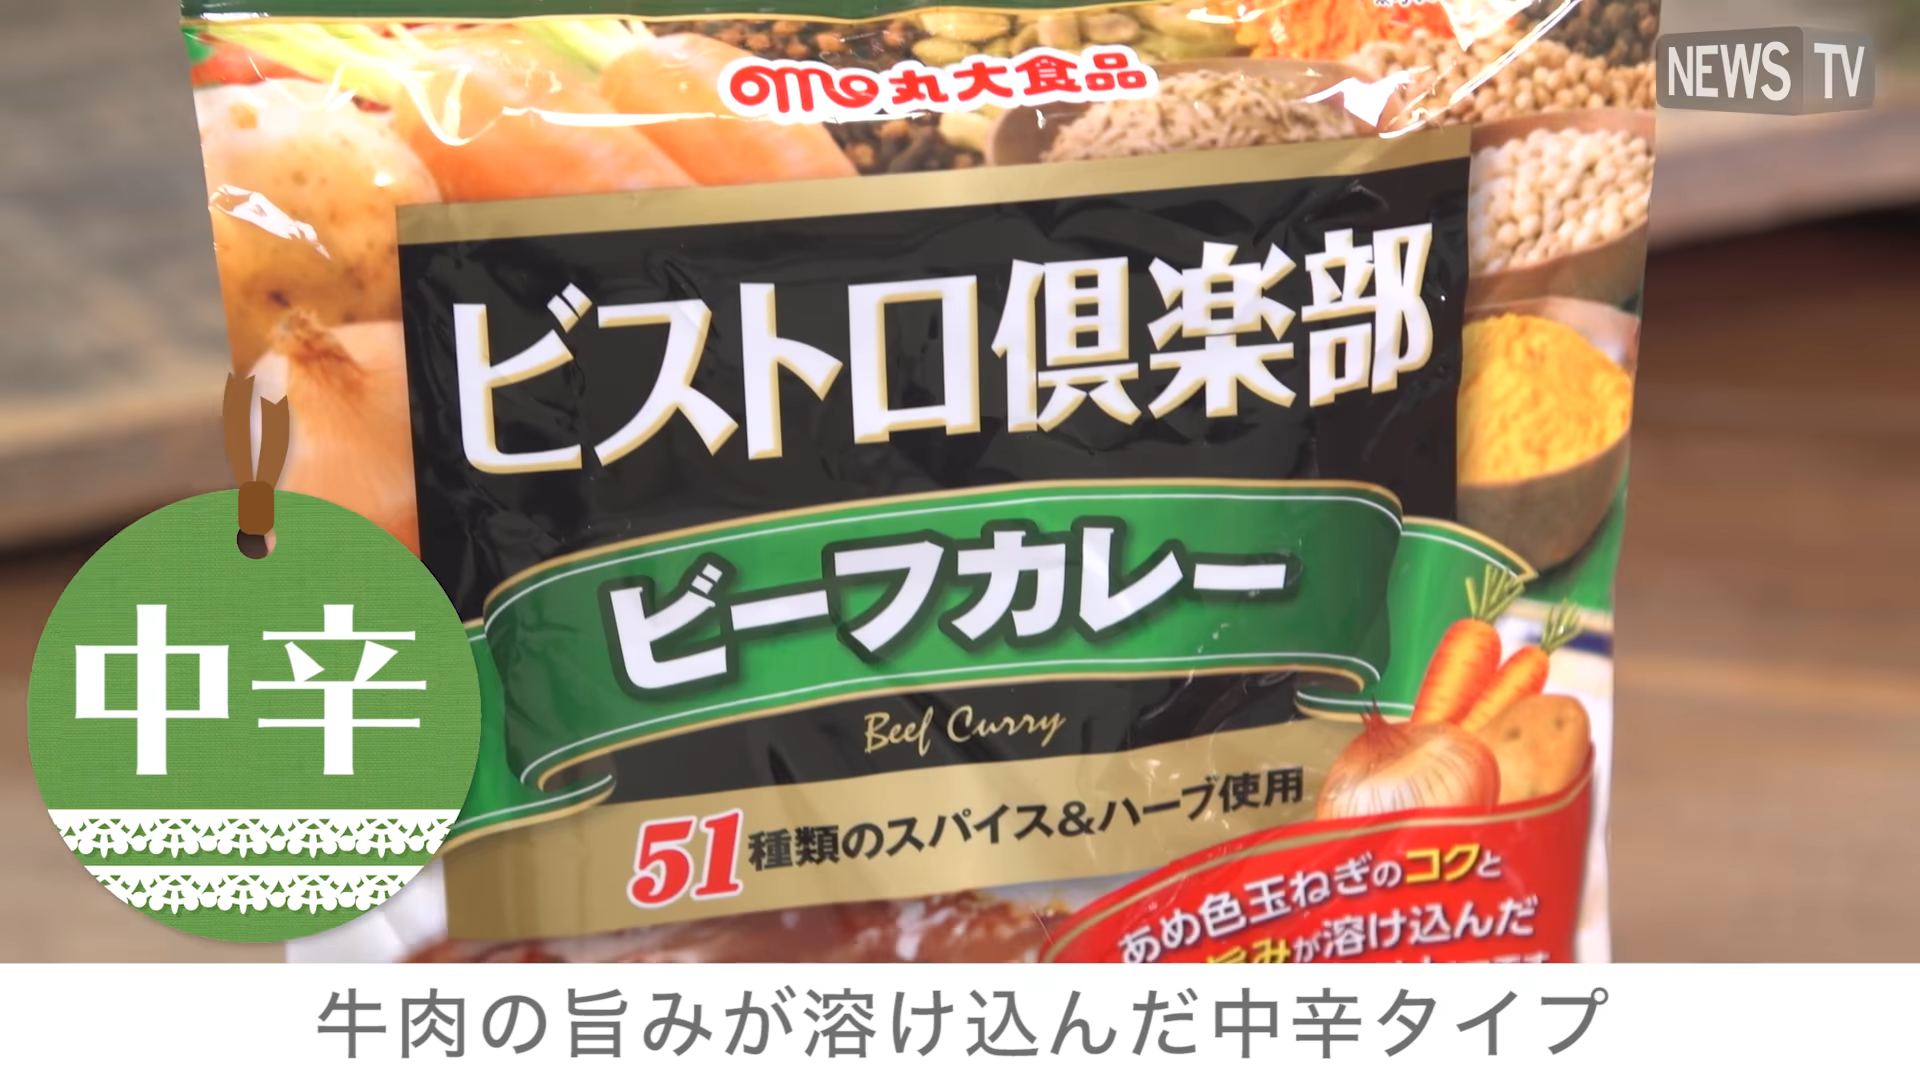 丸大食品
NEWS TV
ビストロ倶楽部
ビーフカレー
Beef Curry
中辛
51種類のスパイス&ハーブ使用
あめ色玉ねぎのコクと
旨みが溶け込んだ
牛肉の旨みが溶け込んだ中辛タイプ